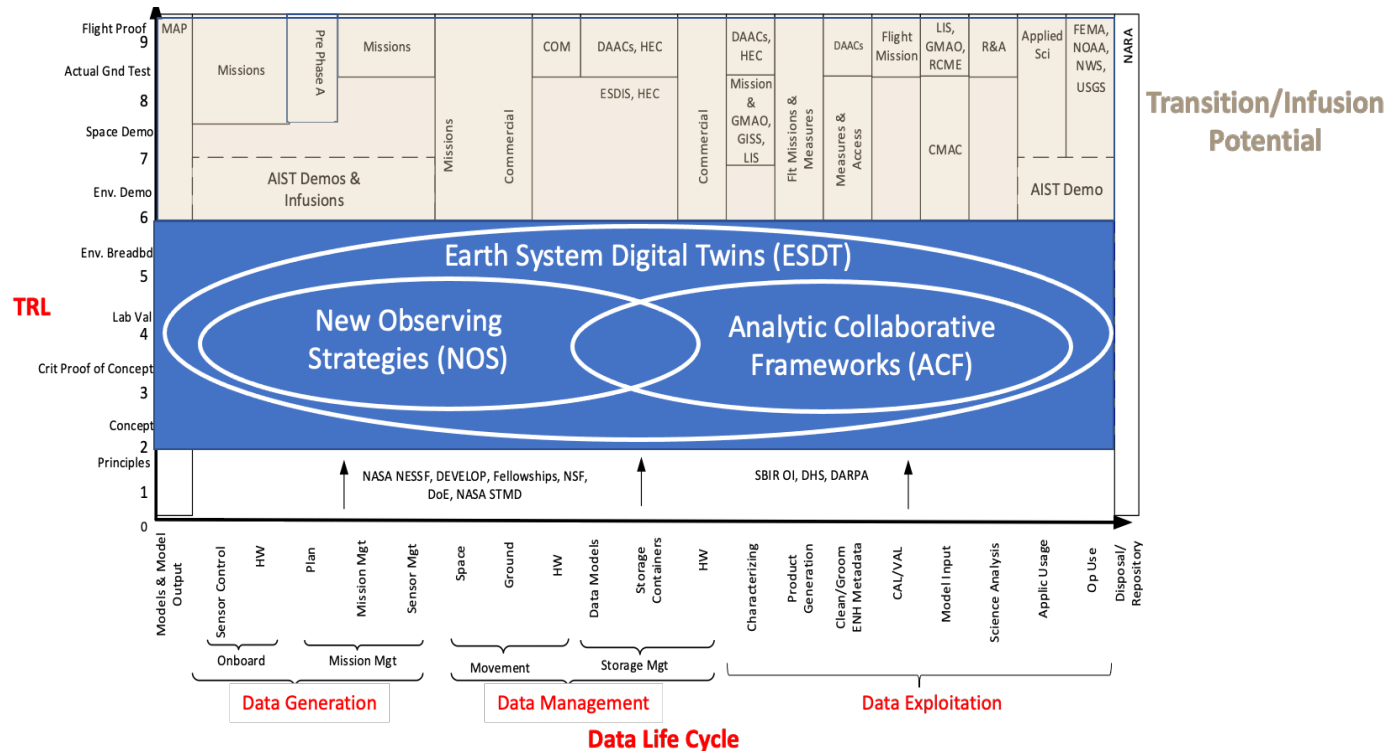 Flight Proof
9
Actual Gnd Test
8
Space Demo
7
Env. Demo
6
Env. Breadbd
5
TRL
Lab Val
4
Crit Proof of Concept
3
Concept
2
Principles
1
0
MAP
Missions
Pre Phase A
Missions
AIST Demos &
Infusions
Missions
Commercial
COM
DAACs, HEC
ESDIS, HEC
Commercial
DAACs,
HEC
Mission
&
GMAO,
GISS,
LIS
Flt Missions &
Measures
DAACs
Measures &
Access
Flight
Mission
LIS,
GMAO,
RCME
CMAC
R&A
Applied
Sci
FEMA,
NOAA,
NWS,
USGS
AIST Demo
NARA
Transition/Infusion
Potential
Earth System Digital Twins (ESDT)
New Observing
Strategies (NOS)
Analytic Collaborative
Frameworks (ACF)
NASA NESSF, DEVELOP, Fellowships, NSF,
DoE, NASA STMD
SBIR OI, DHS, DARPA
Models & Model
Output
Sensor Control
HW
Plan
Mission Mgt
Sensor Mgt
Space
Ground
HW
Data Models
Storage
Containers
HW
Characterizing
Product
Generation
Clean/Groom
ENH Metadata
CAL/VAL
Model Input
Science Analysis
Applic Usage
Op Use
Disposal/
Repository
Onboard
Mission Mgt
Movement
Storage Mgt
Data Generation
Data Management
Data Exploitation
Data Life Cycle